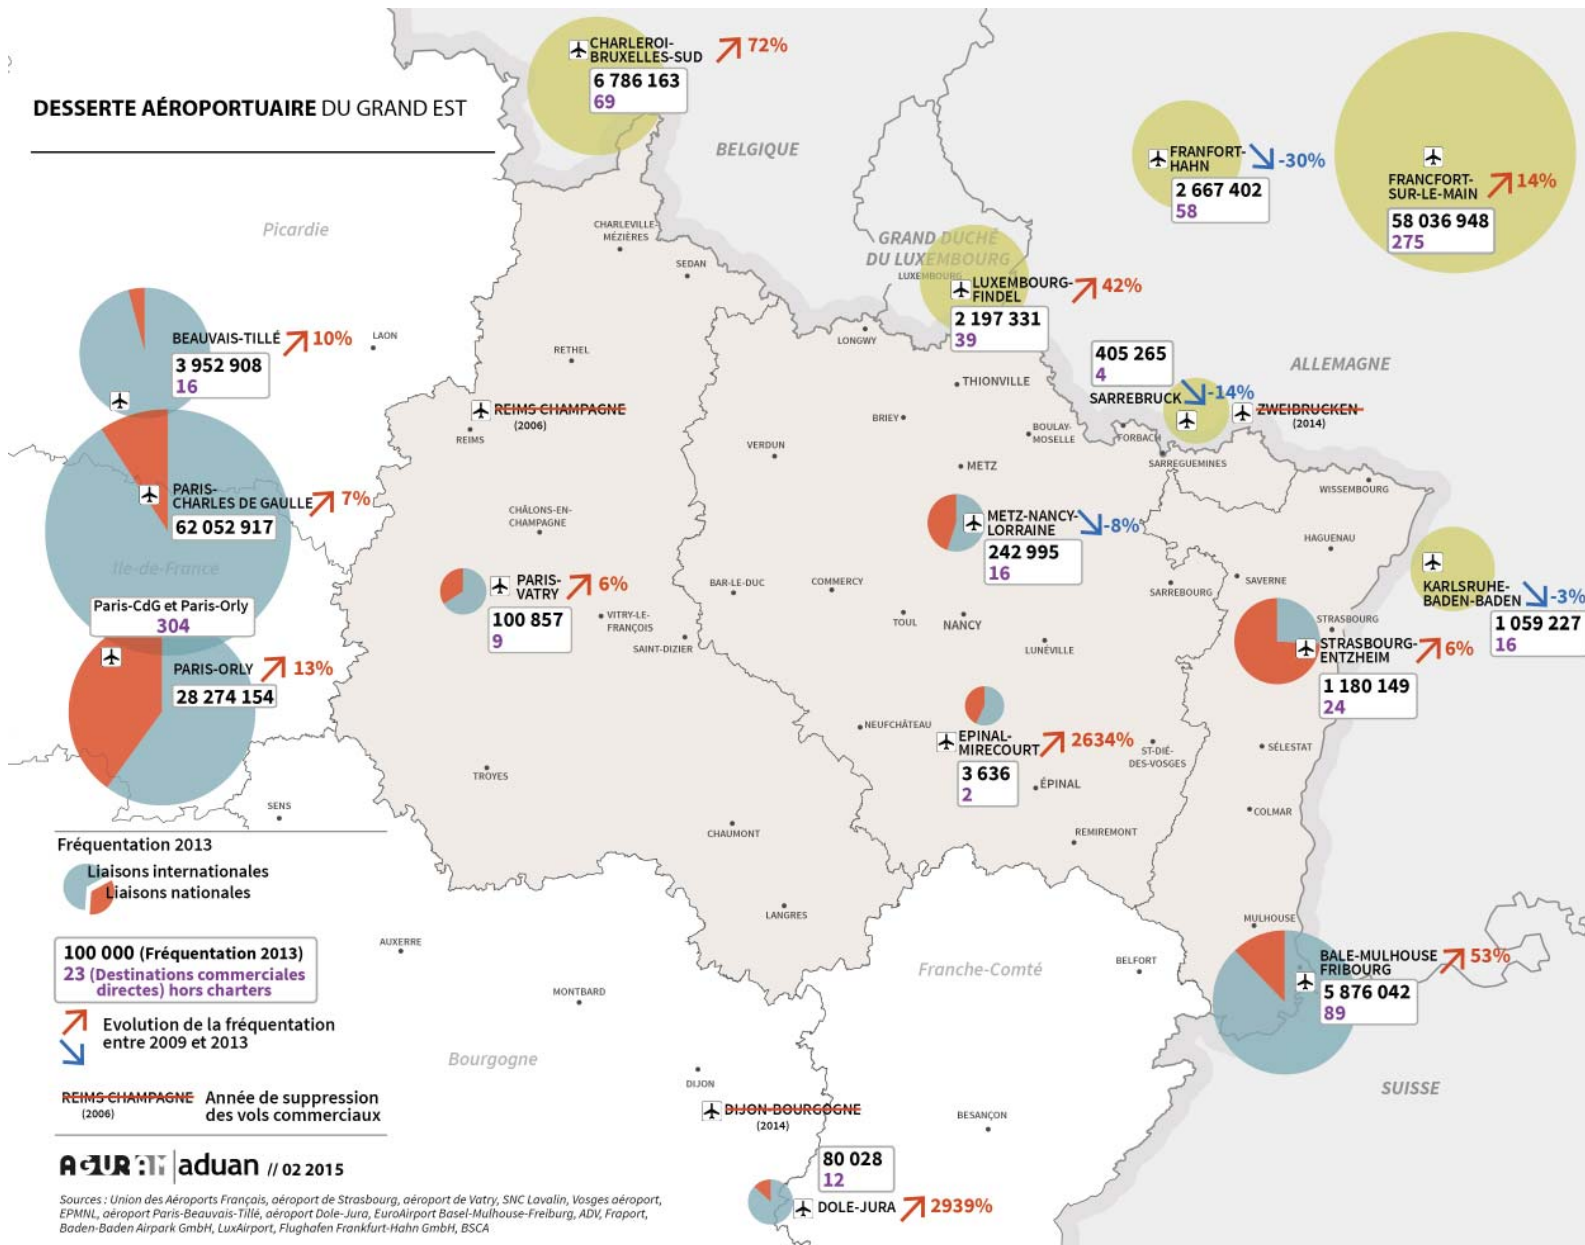 DESSERTE AÉROPORTUAIRE DU GRAND EST
CHARLEROI-
BRUXELLES-SUD
72%
6 786 163
69
BELGIQUE
FRANFORT-
HAHN
-30%
2 667 402
58
FRANCFORT-
SUR-LE-MAIN
14%
58 036 948
275
Picardie
CHARLEVILLE-
MÉZIÈRES
SEDAN
GRAND DUCHÉ
DU LUXEMBOURG
LUXEMBOURG
LUXEMBOURG-
FINDEL
42%
2 197 331
39
BEAUVAIS-TILLÉ
10%
3 952 908
16
LAON
RETHEL
LONGWY
405 265
4
SARREBRUCK
-14%
ALLEMAGNE
THIONVILLE
ZWEIBRUCKEN
(2014)
REIMS CHAMPAGNE
(2006)
REIMS
BRIEY
BOULAY-
MOSELLE
FORBACH
VERDUN
METZ
SARREGUEMINES
WISSEMBOURG
PARIS-
CHARLES DE GAULLE
7%
62 052 917
CHÂLONS-EN-
CHAMPAGNE
METZ-NANCY-
LORRAINE
-8%
242 995
16
HAGUENAU
Ile-de-France
PARIS-
VATRY
6%
100 857
9
BAR-LE-DUC
COMMERCY
SARREBOURG
SAVERNE
KARLSRUHE-
BADEN-BADEN
-3%
1 059 227
16
Paris-CdG et Paris-Orly
304
VITRY-LE-
FRANÇOIS
SAINT-DIZIER
TOUL
NANCY
LUNÉVILLE
STRASBOURG
STRASBOURG-
ENTZHEIM
6%
1 180 149
24
PARIS-ORLY
13%
28 274 154
NEUFCHÂTEAU
EPINAL-
MIRECOURT
2634%
3 636
2
ST-DIÉ-
DES-VOSGES
SÉLESTAT
TROYES
ÉPINAL
SENS
COLMAR
CHAUMONT
REMIREMONT
Fréquentation 2013
Liaisons internationales
Liaisons nationales
LANGRES
MULHOUSE
100 000 (Fréquentation 2013)
23 (Destinations commerciales
directes) hors charters
AUXERRE
Franche-Comté
BELFORT
BALE-MULHOUSE
FRIBOURG
53%
5 876 042
89
MONTBARD
Evolution de la fréquentation
entre 2009 et 2013
Bourgogne
DIJON
SUISSE
REIMS CHAMPAGNE
(2006)
Année de suppression
des vols commerciaux
DIJON-BOURGOGNE
(2014)
BESANÇON
80 028
12
DOLE-JURA
2939%
AGURAM aduan // 02 2015
Sources : Union des Aéroports Français, aéroport de Strasbourg, aéroport de Vatry, SNC Lavalin, Vosges aéroport,
EPMNL, aéroport Paris-Beauvais-Tillé, aéroport Dole-Jura, EuroAirport Basel-Mulhouse-Freiburg, ADV, Fraport,
Baden-Baden Airpark GmbH, LuxAirport, Flughafen Frankfurt-Hahn GmbH, BSCA